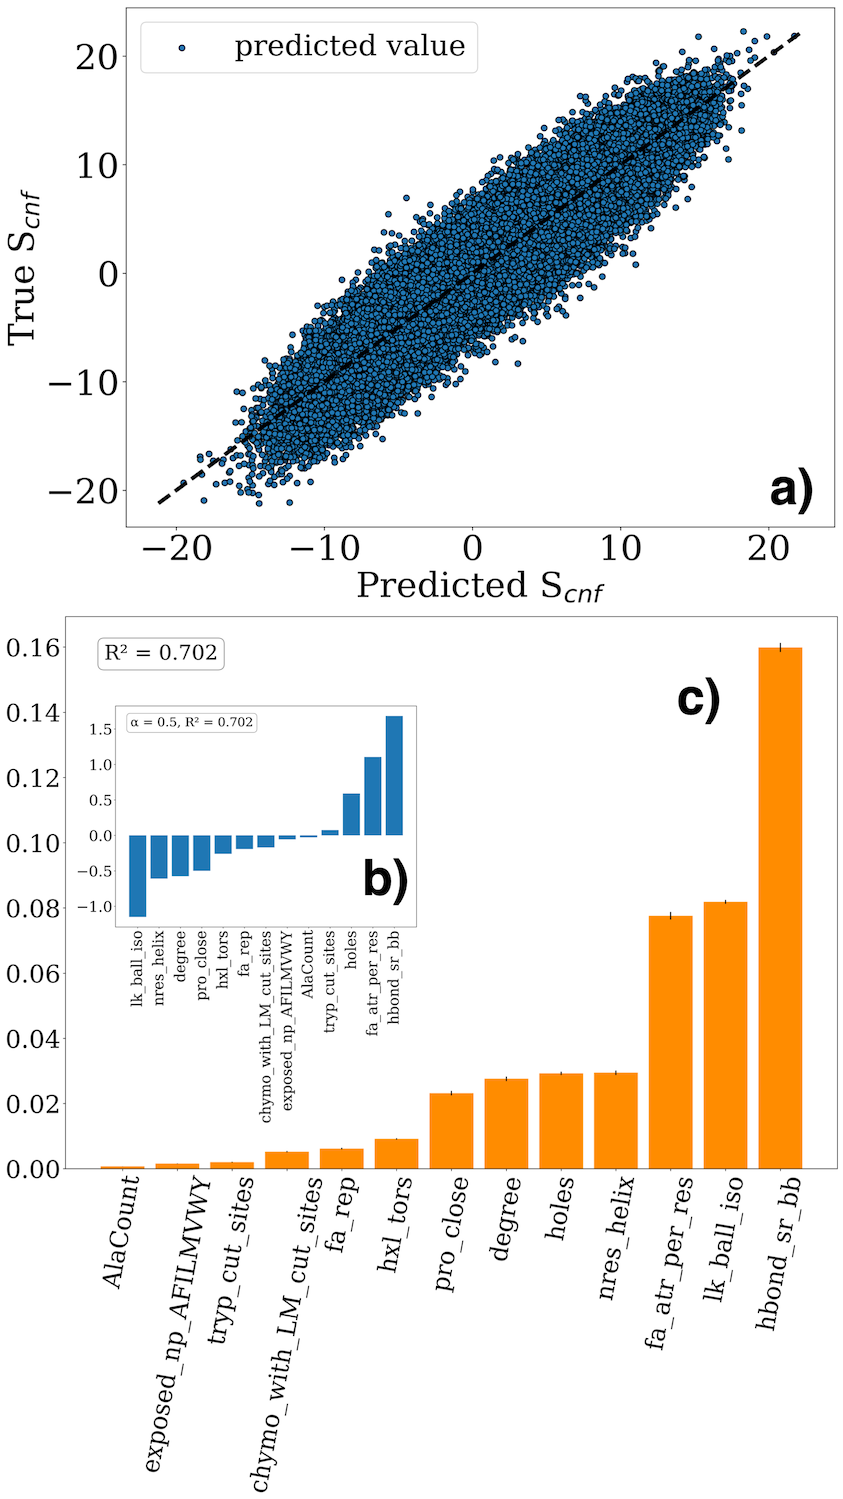 predicted value
20
10
0
−10
−20
True S_cnf
a)
−20 −10 0 10 20
Predicted S_cnf
0.16
0.14
0.12
0.10
0.08
0.06
0.04
0.02
0.00
R² = 0.702
c)
α = 0.5, R² = 0.702
1.5
1.0
0.5
0.0
−0.5
−1.0
b)
lk_ball_iso
nres_helix
degree
pro_close
hxl_tors
fa_rep
chymo_with_LM_cut_sites
exposed_np_AFILMVWY
AlaCount
tryp_cut_sites
holes
fa_atr_per_res
hbond_sr_bb
AlaCount
exposed_np_AFILMVWY
tryp_cut_sites
chymo_with_LM_cut_sites
fa_rep
hxl_tors
pro_close
degree
holes
nres_helix
fa_atr_per_res
lk_ball_iso
hbond_sr_bb